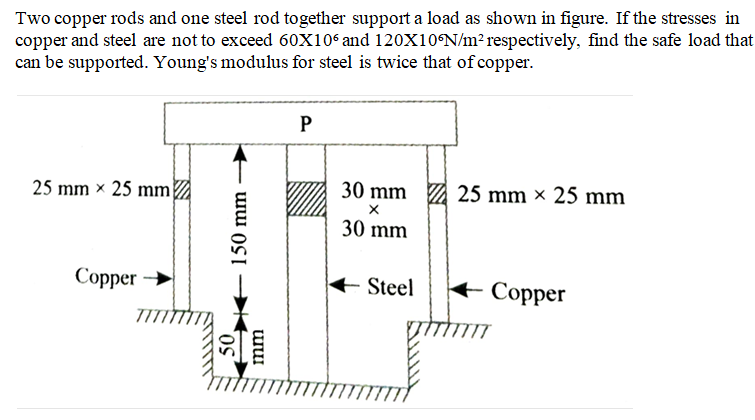 Two copper rods and one steel rod together support a load as shown in figure. If the stresses in
copper and steel are not to exceed 60X10⁶ and 120X10⁶N/m² respectively, find the safe load that
can be supported. Young's modulus for steel is twice that of copper.
P
25 mm × 25 mm
150 mm
30 mm
×
30 mm
25 mm × 25 mm
Copper
Steel
Copper
50
mm